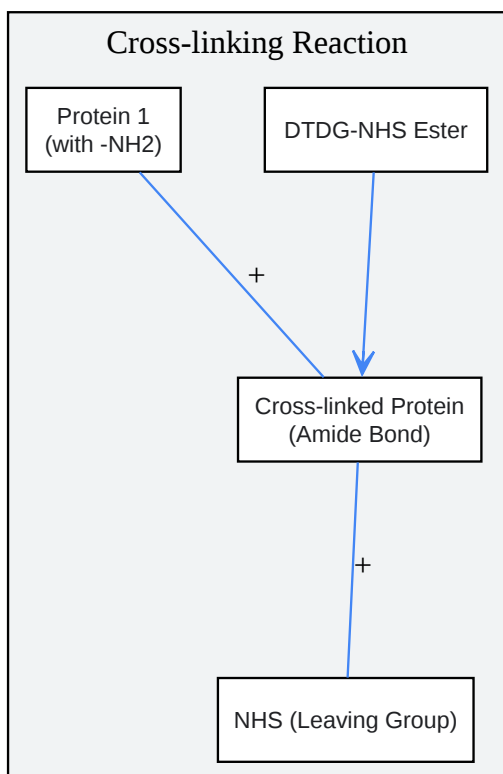 Cross-linking Reaction
Protein 1
(with -NH2)
DTDG-NHS Ester
+
Cross-linked Protein
(Amide Bond)
+
NHS (Leaving Group)